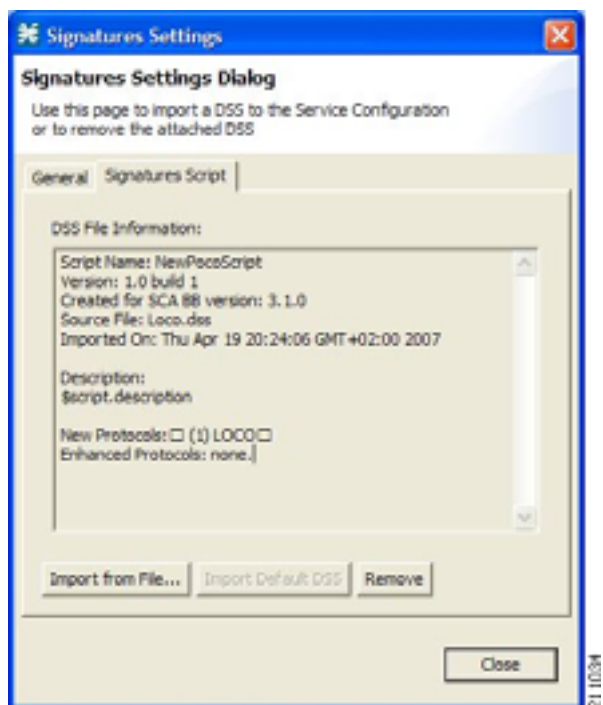 Signatures Settings
Signatures Settings Dialog
Use this page to import a DSS to the Service Configuration
or to remove the attached DSS
General Signatures Script
DSS File Information:
Script Name: NewPocoScript
Version: 1.0 build 1
Created for SCA BB version: 3.1.0
Source File: Loco.dss
Imported On: Thu Apr 19 20:24:06 GMT+02:00 2007
Description:
$script.description
New Protocols:□ (1) LOCO□
Enhanced Protocols: none.
Import from File... Import Default DSS Remove
Close
211034